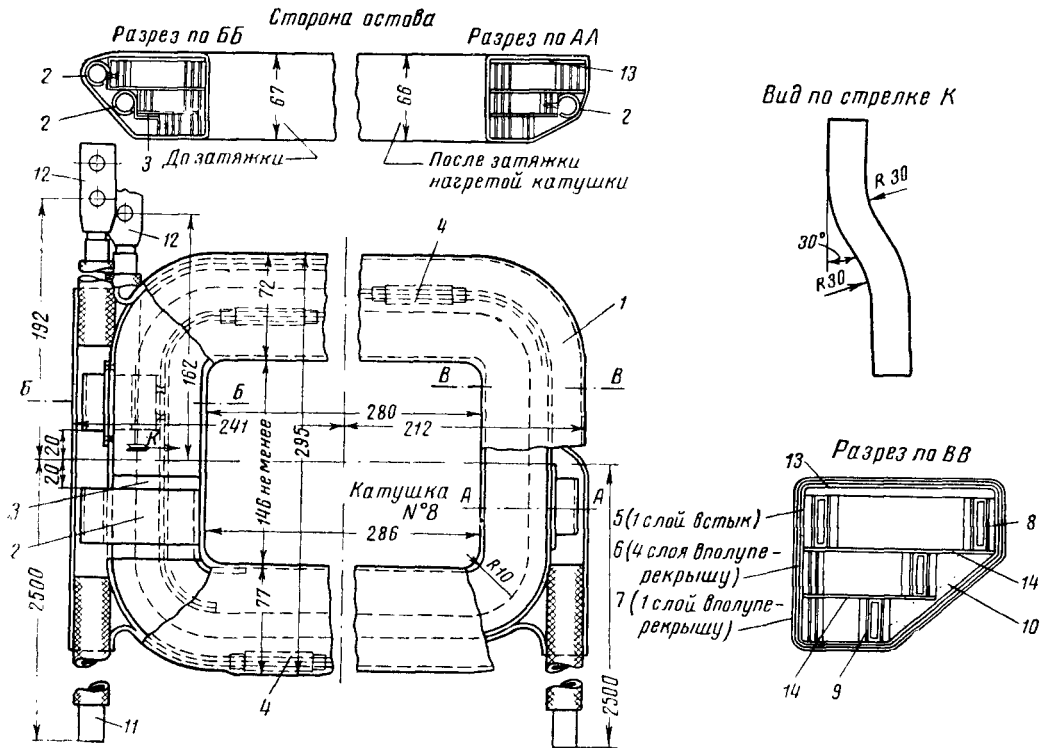 Сторона остова
Разрез по ББ
Разрез по АА
2
2
3
67
66
13
2
До затяжки
После затяжки
нагретой катушки
Вид по стрелке К
R 30
30°
R30
12
12
4
1
192
162
72
Б
Б
В
В
280
241
212
К
20
20
146 не менее
295
Катушка
№8
А
А
286
3
2
R10
77
2500
2500
4
11
Разрез по ВВ
13
5 (1 слой встык)
6 (4 слоя вполупе-
рекрышу)
7 (1 слой вполупе-
рекрышу)
8
14
10
14
9